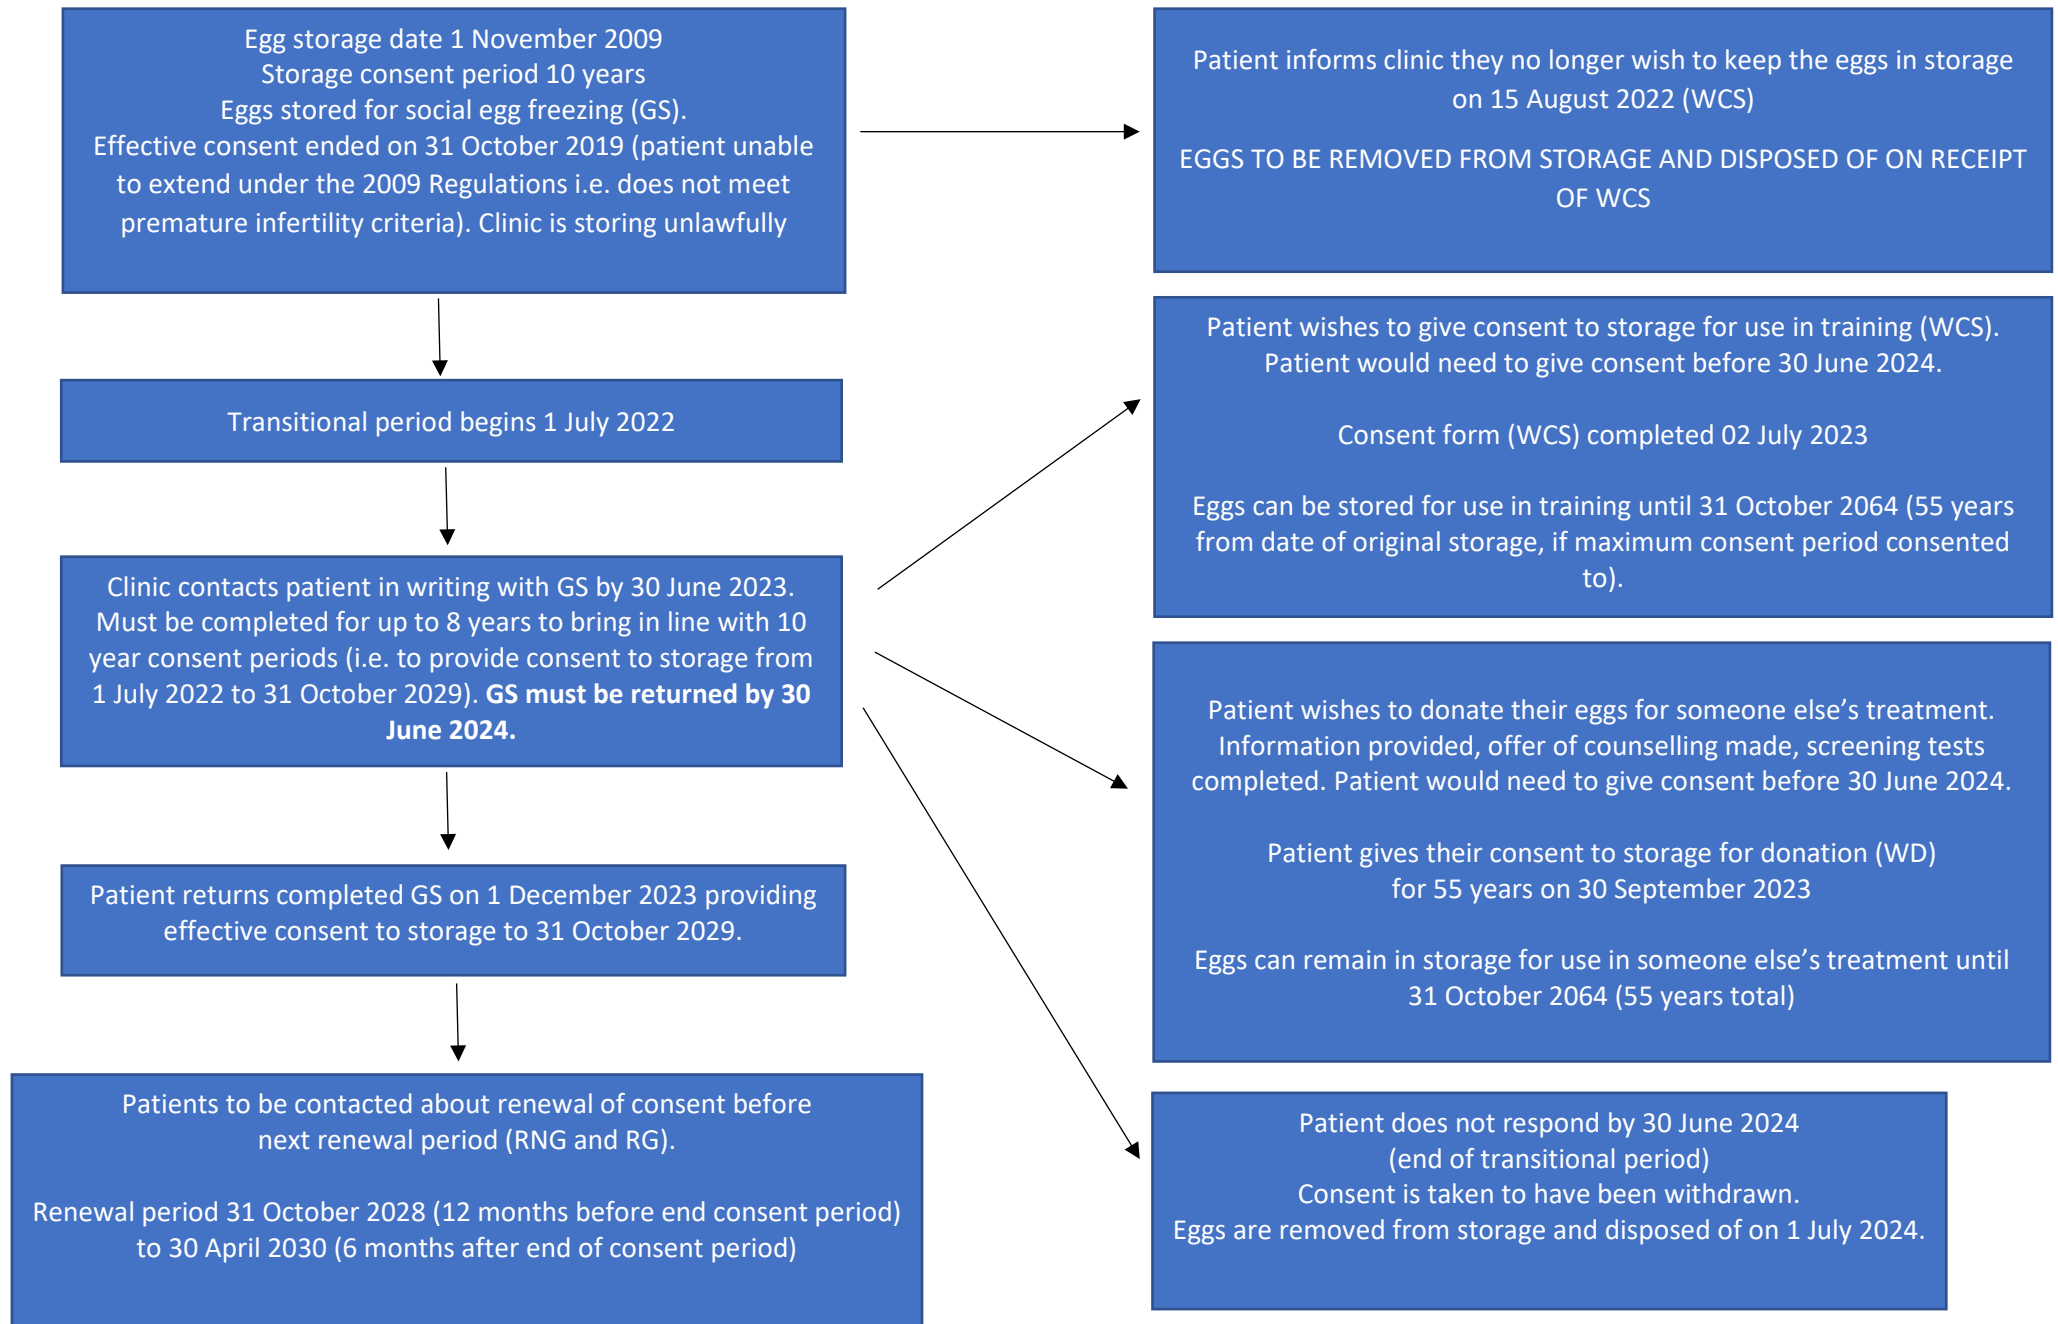 Egg storage date 1 November 2009
Storage consent period 10 years
Eggs stored for social egg freezing (GS).
Effective consent ended on 31 October 2019 (patient unable
to extend under the 2009 Regulations i.e. does not meet
premature infertility criteria). Clinic is storing unlawfully
Patient informs clinic they no longer wish to keep the eggs in storage
on 15 August 2022 (WCS)
EGGS TO BE REMOVED FROM STORAGE AND DISPOSED OF ON RECEIPT
OF WCS
Transitional period begins 1 July 2022
Patient wishes to give consent to storage for use in training (WCS).
Patient would need to give consent before 30 June 2024.
Consent form (WCS) completed 02 July 2023
Eggs can be stored for use in training until 31 October 2064 (55 years
from date of original storage, if maximum consent period consented
to).
Clinic contacts patient in writing with GS by 30 June 2023.
Must be completed for up to 8 years to bring in line with 10
year consent periods (i.e. to provide consent to storage from
1 July 2022 to 31 October 2029). GS must be returned by 30
June 2024.
Patient wishes to donate their eggs for someone else’s treatment.
Information provided, offer of counselling made, screening tests
completed. Patient would need to give consent before 30 June 2024.
Patient gives their consent to storage for donation (WD)
for 55 years on 30 September 2023
Eggs can remain in storage for use in someone else’s treatment until
31 October 2064 (55 years total)
Patient returns completed GS on 1 December 2023 providing
effective consent to storage to 31 October 2029.
Patients to be contacted about renewal of consent before
next renewal period (RNG and RG).
Renewal period 31 October 2028 (12 months before end consent period)
to 30 April 2030 (6 months after end of consent period)
Patient does not respond by 30 June 2024
(end of transitional period)
Consent is taken to have been withdrawn.
Eggs are removed from storage and disposed of on 1 July 2024.